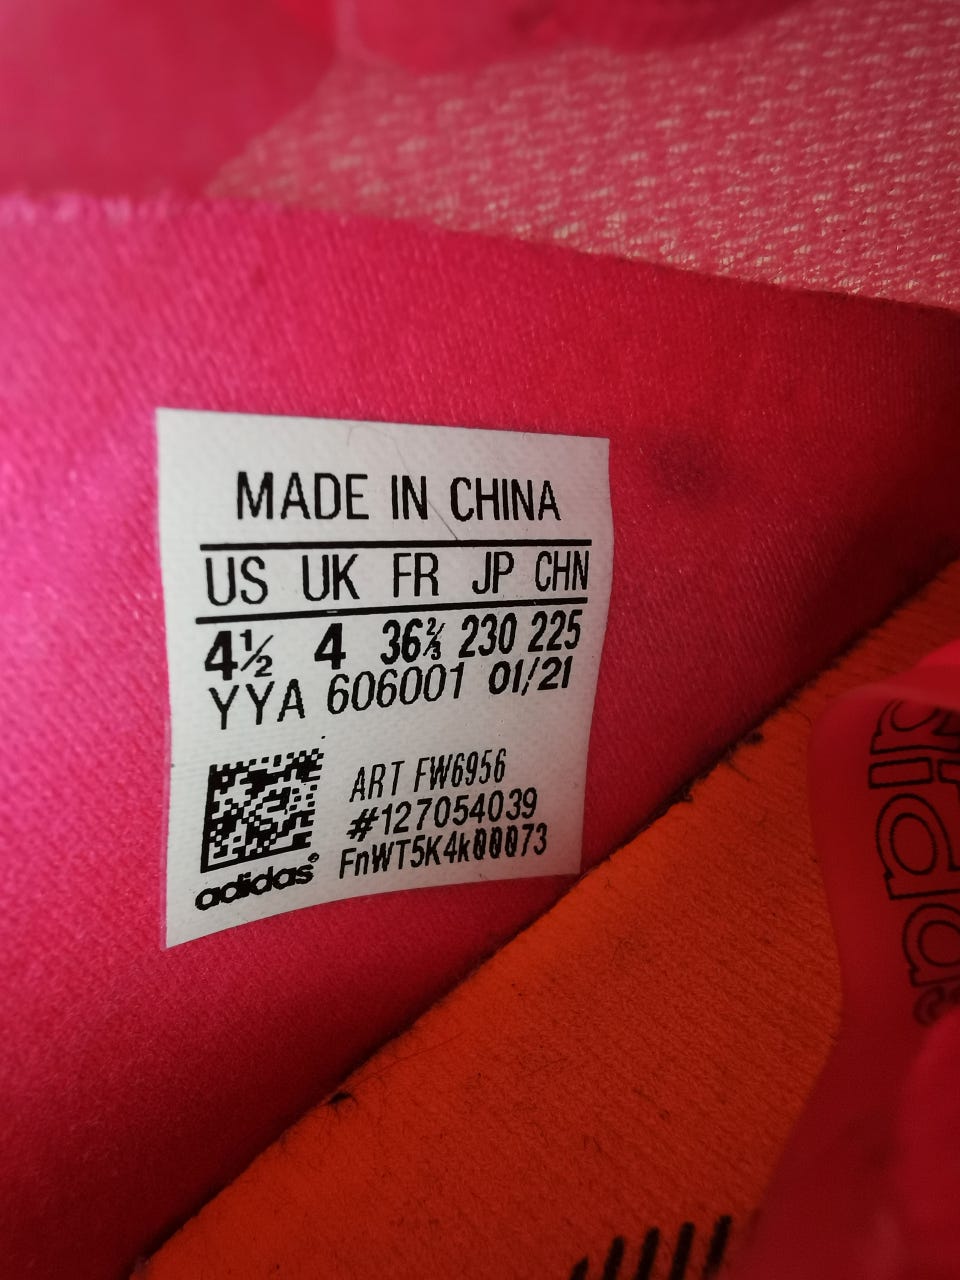 MADE IN CHINA
US UK FR JP CHN
4½ 4 36⅔ 230 225
YYA 606001 01/21
ART FW6956
#127054039
FnWT5K4k00073
adidas®
adidas